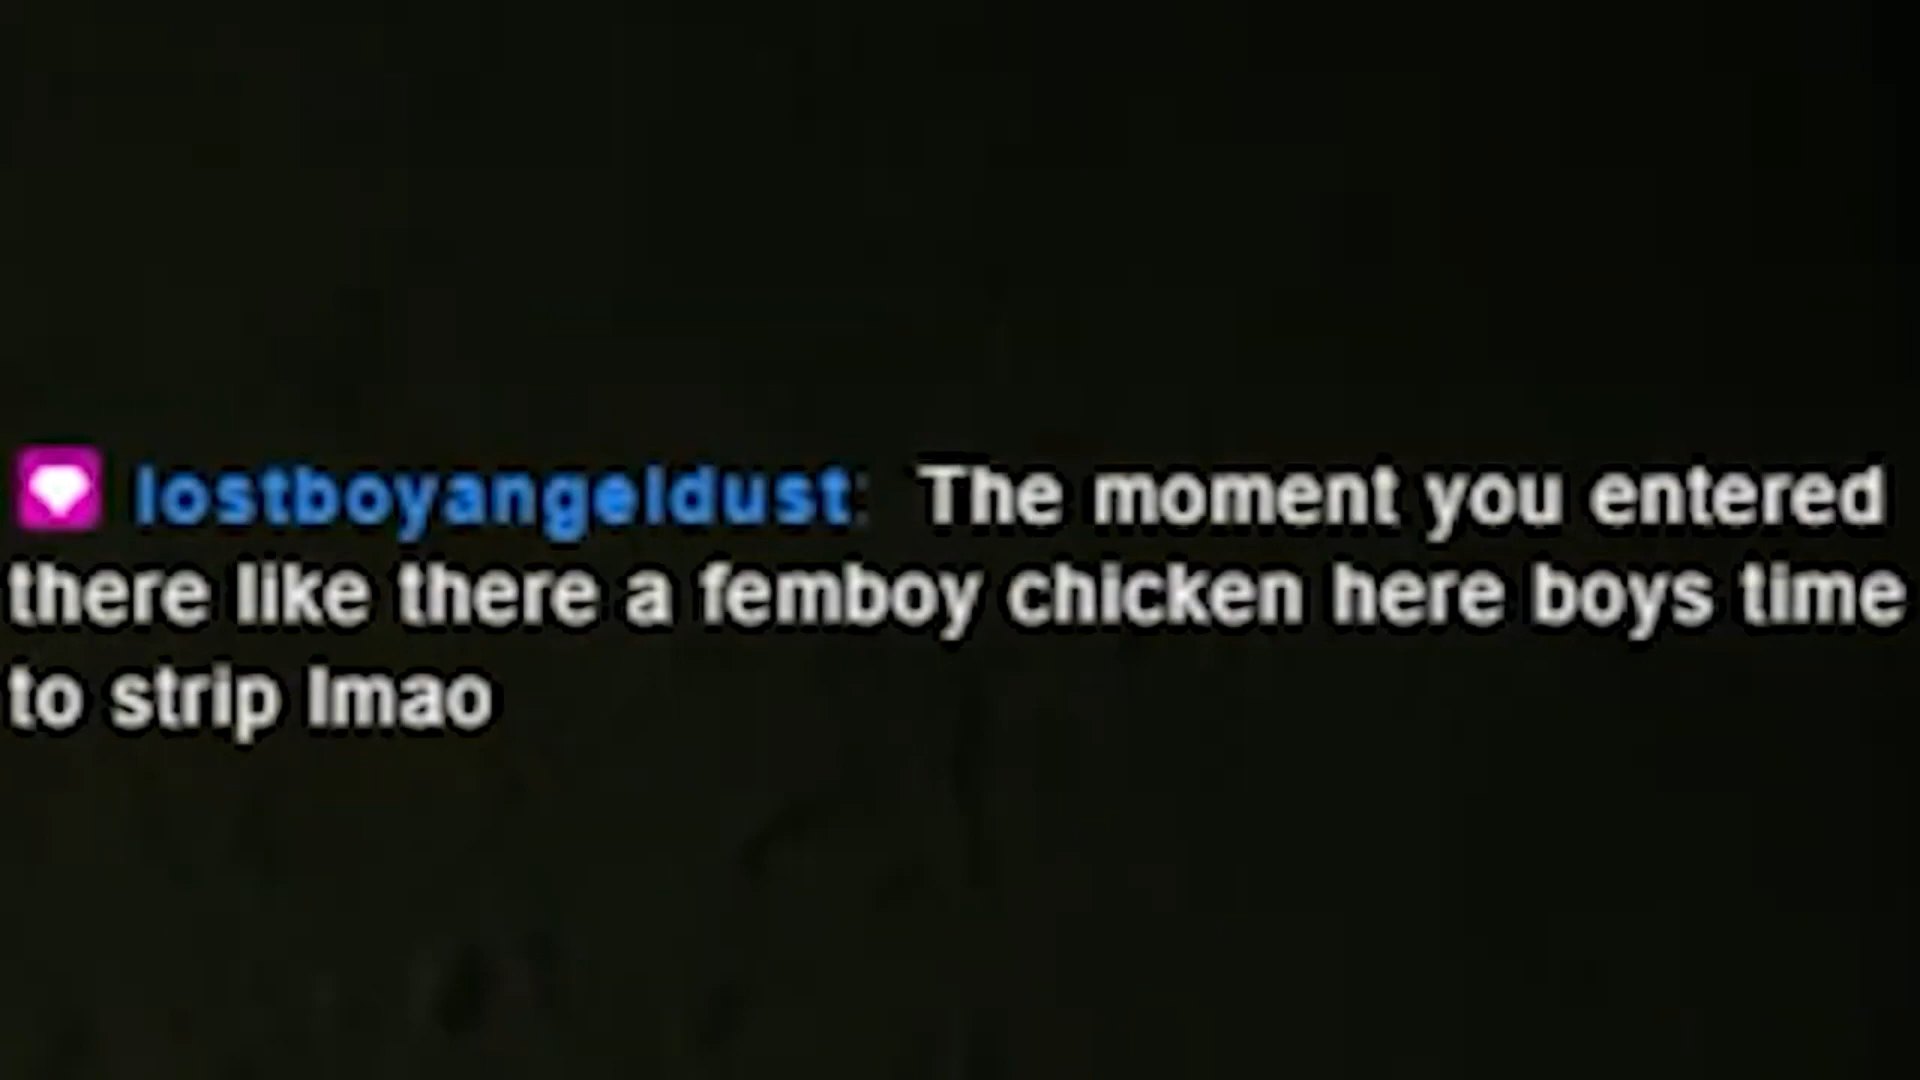 lostboyangeldust: The moment you entered
there like there a femboy chicken here boys time
to strip lmao